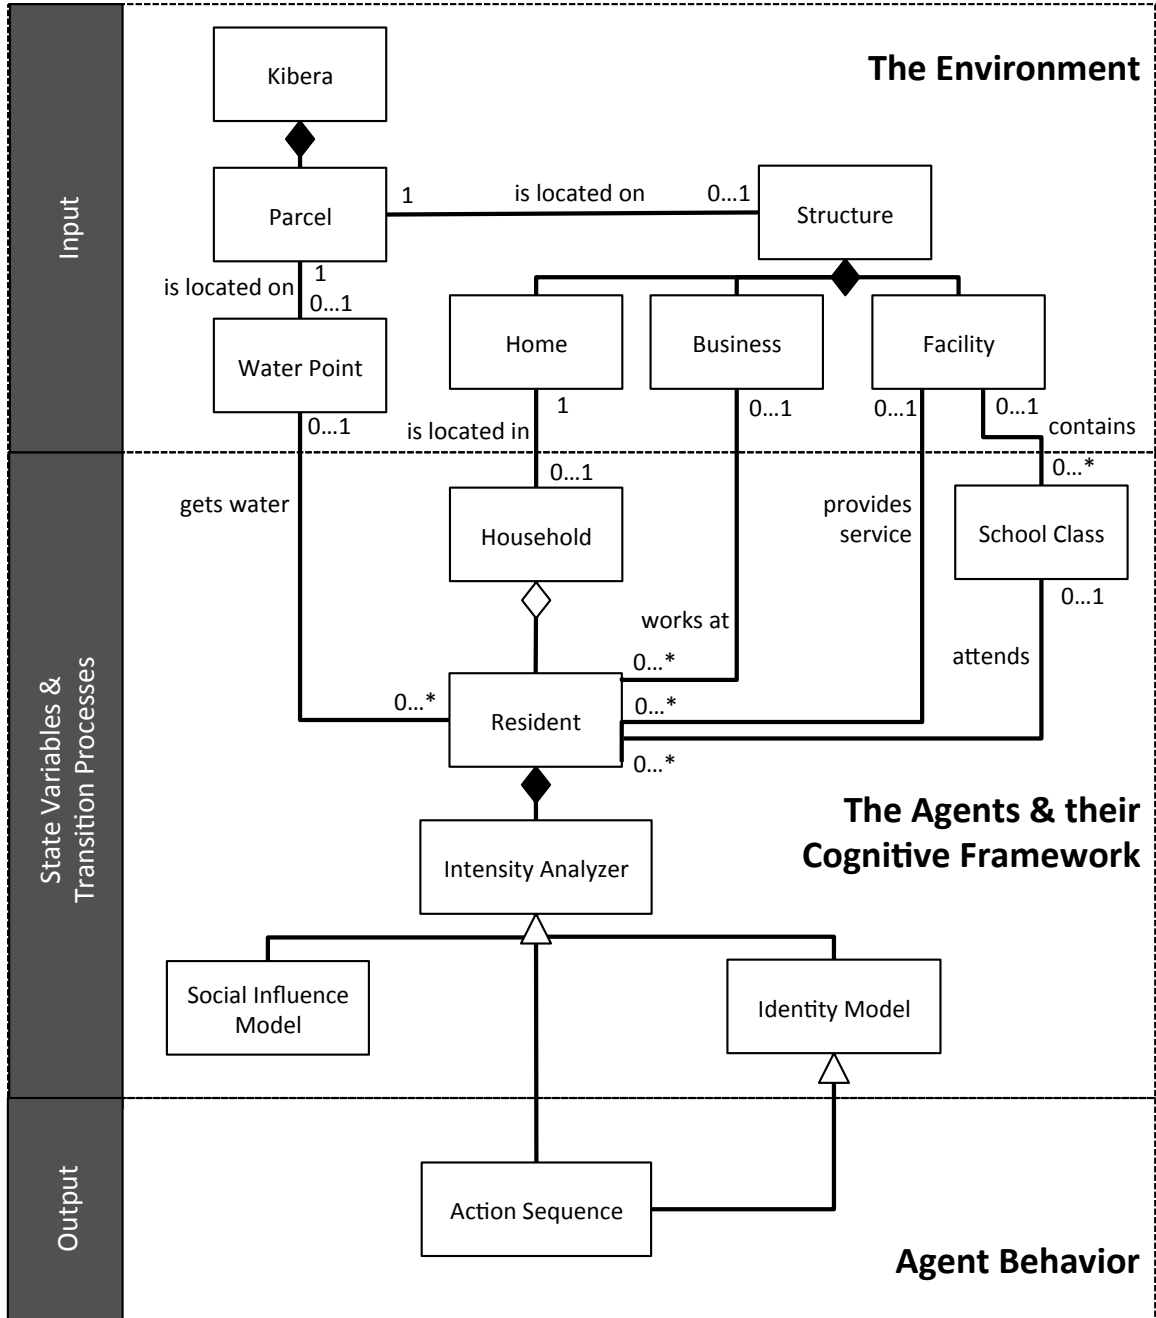 The Environment
Kibera
Input
Parcel
1
is located on
0...1
Structure
is located on
1
0...1
Water Point
0...1
Home
1
is located in
Business
0...1
Facility
0...1
0...1
contains
gets water
0...1
Household
0...*
School Class
0...1
provides
service
works at
attends
0...*
0...*
0...*
0...*
Resident
State Variables &
Transition Processes
The Agents & their
Cognitive Framework
Intensity Analyzer
Social Influence
Model
Identity Model
Output
Action Sequence
Agent Behavior